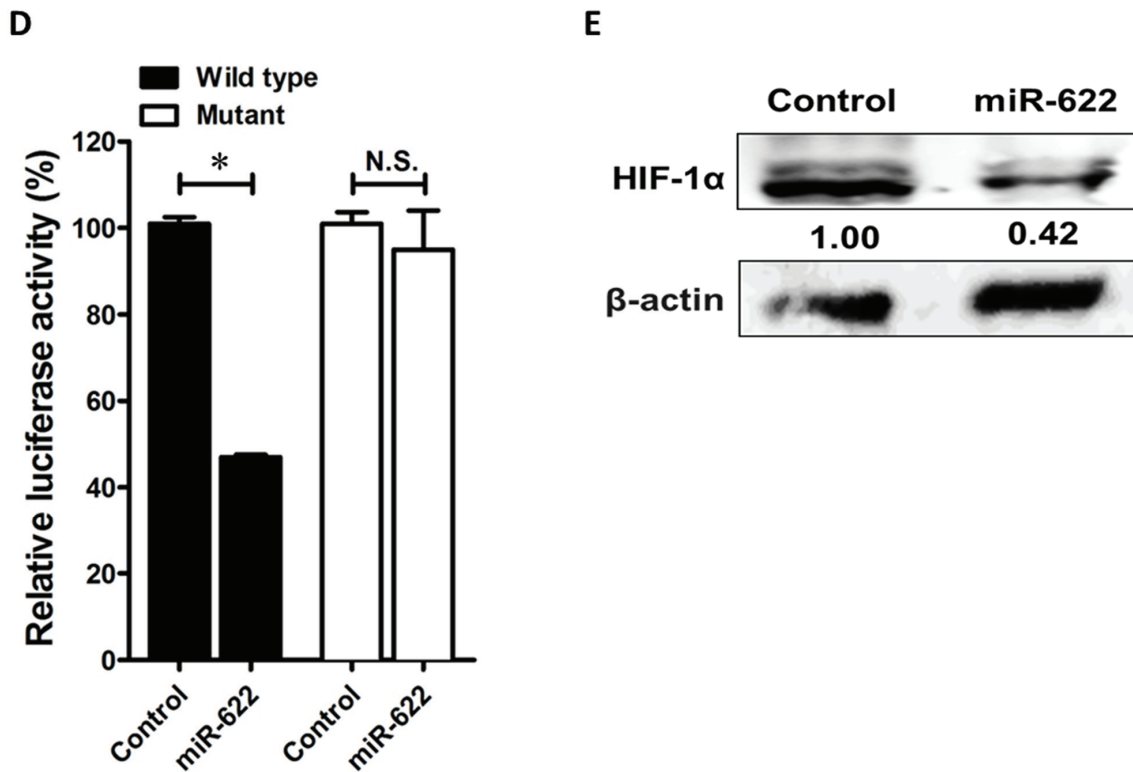 D
Wild type
Mutant
Relative luciferase activity (%)
120
100
80
60
40
20
0
*
N.S.
Control
miR-622
Control
miR-622
E
Control miR-622
HIF-1α
1.00 0.42
β-actin